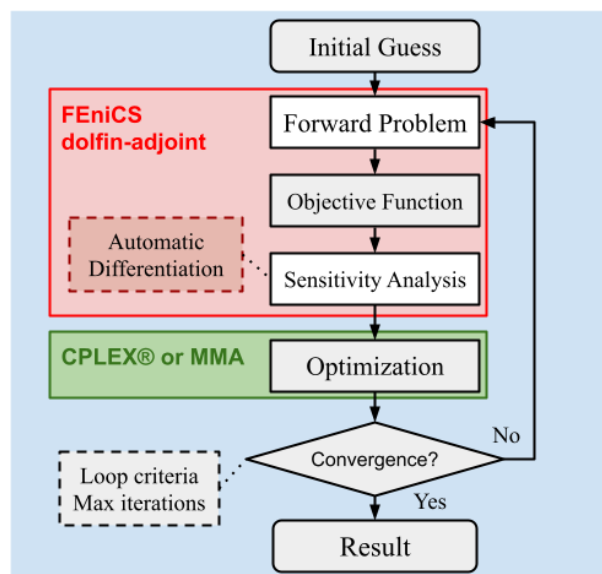 Initial Guess
FEniCS
dolfin-adjoint
Forward Problem
Objective Function
Automatic
Differentiation
Sensitivity Analysis
CPLEX® or MMA
Optimization
Convergence?
No
Loop criteria
Max iterations
Yes
Result